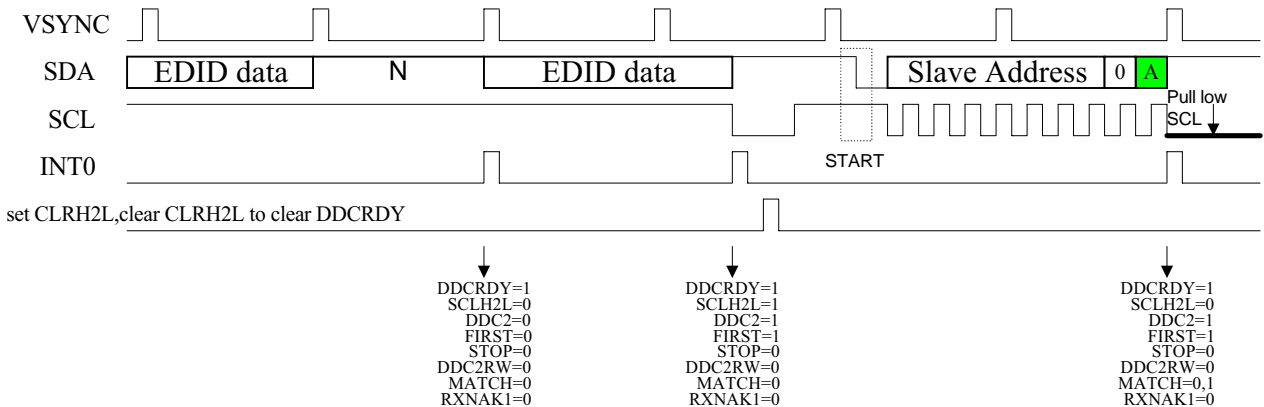 VSYNC
SDA EDID data N EDID data Slave Address 0 A
SCL Pull low SCL
START
INT0
set CLRH2L,clear CLRH2L to clear DDCRDY
DDCRDY=1 DDCRDY=1 DDCRDY=1
SCLH2L=0 SCLH2L=1 SCLH2L=0
DDC2=0 DDC2=1 DDC2=1
FIRST=0 FIRST=1 FIRST=1
STOP=0 STOP=0 STOP=0
DDC2RW=0 DDC2RW=0 DDC2RW=0
MATCH=0 MATCH=0 MATCH=0,1
RXNAK1=0 RXNAK1=0 RXNAK1=0